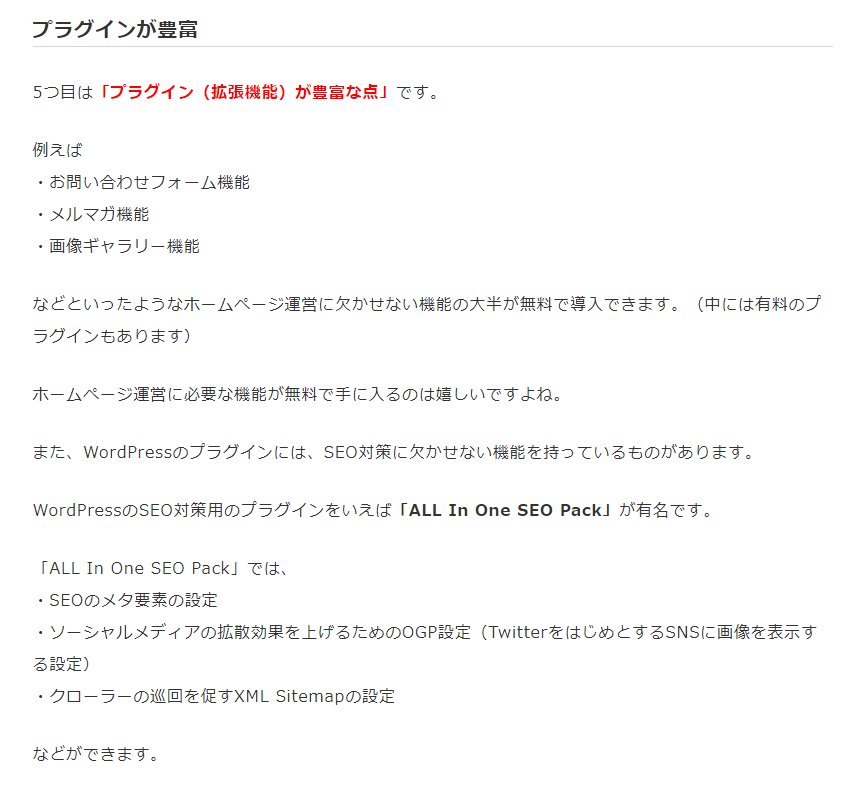 プラグインが豊富
5つ目は「プラグイン（拡張機能）が豊富な点」です。
例えば
・お問い合わせフォーム機能
・メルマガ機能
・画像ギャラリー機能
などといったようなホームページ運営に欠かせない機能の大半が無料で導入できます。（中には有料のプ
ラグインもあります）
ホームページ運営に必要な機能が無料で手に入るのは嬉しいですよね。
また、WordPressのプラグインには、SEO対策に欠かせない機能を持っているものがあります。
WordPressのSEO対策用のプラグインをいえば「ALL In One SEO Pack」が有名です。
「ALL In One SEO Pack」では、
・SEOのメタ要素の設定
・ソーシャルメディアの拡散効果を上げるためのOGP設定（TwitterをはじめとするSNSに画像を表示す
る設定）
・クローラーの巡回を促すXML Sitemapの設定
などができます。